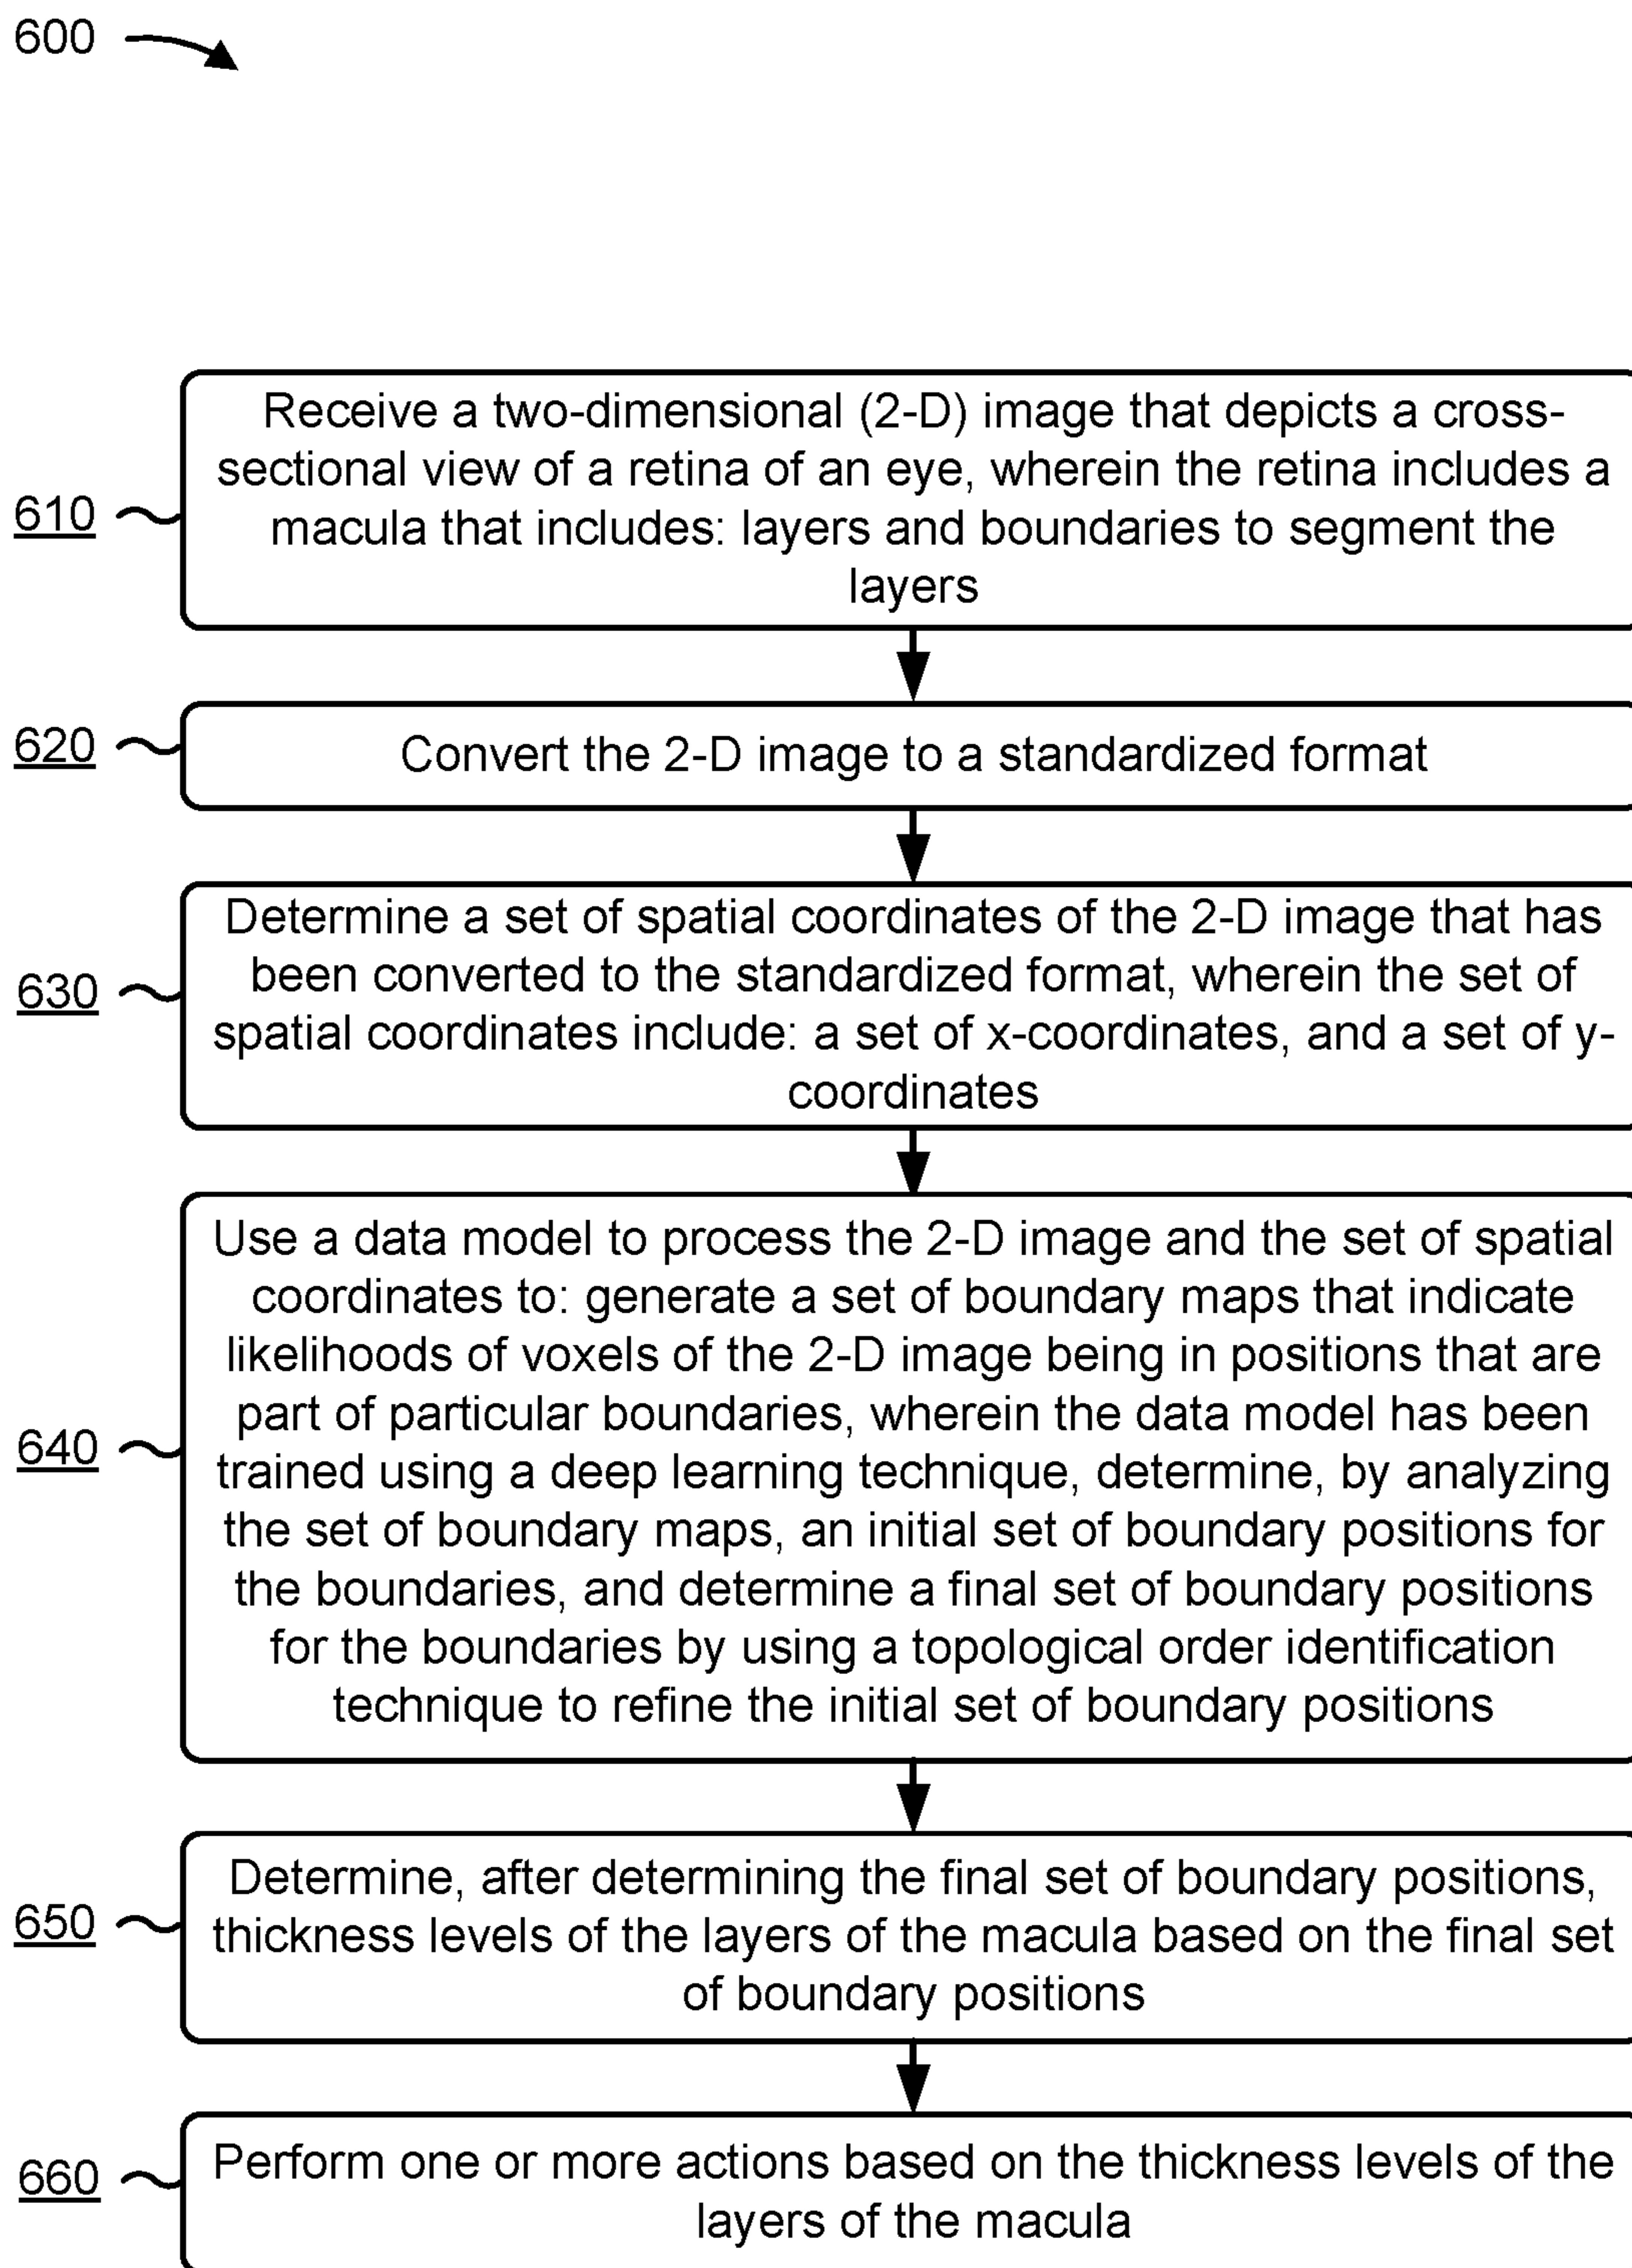 600
Receive a two-dimensional (2-D) image that depicts a cross-
sectional view of a retina of an eye, wherein the retina includes a
610
macula that includes: layers and boundaries to segment the
layers
620
Convert the 2-D image to a standardized format
Determine a set of spatial coordinates of the 2-D image that has
been converted to the standardized format, wherein the set of
630
spatial coordinates include: a set of x-coordinates, and a set of y-
coordinates
Use a data model to process the 2-D image and the set of spatial
coordinates to: generate a set of boundary maps that indicate
likelihoods of voxels of the 2-D image being in positions that are
part of particular boundaries, wherein the data model has been
640
trained using a deep learning technique, determine, by analyzing
the set of boundary maps, an initial set of boundary positions for
the boundaries, and determine a final set of boundary positions
for the boundaries by using a topological order identification
technique to refine the initial set of boundary positions
Determine, after determining the final set of boundary positions,
650
thickness levels of the layers of the macula based on the final set
of boundary positions
660
Perform one or more actions based on the thickness levels of the
layers of the macula